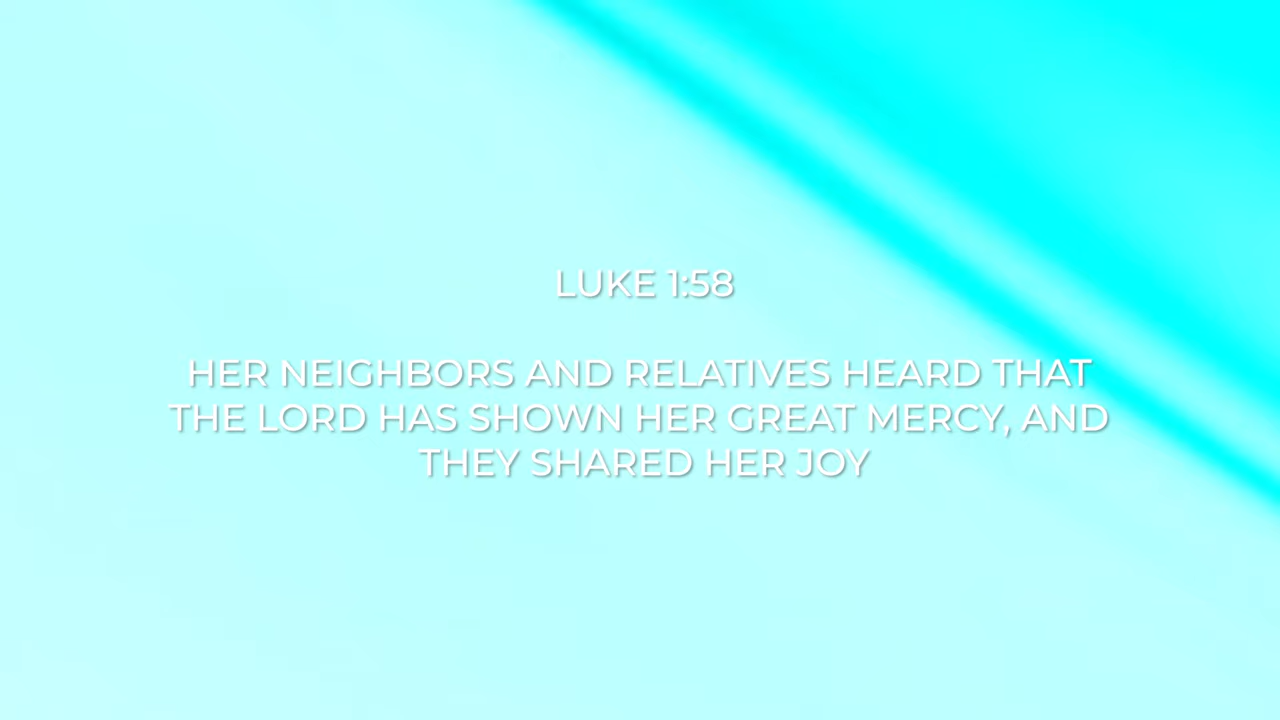 LUKE 1:58
HER NEIGHBORS AND RELATIVES HEARD THAT
THE LORD HAS SHOWN HER GREAT MERCY, AND
THEY SHARED HER JOY